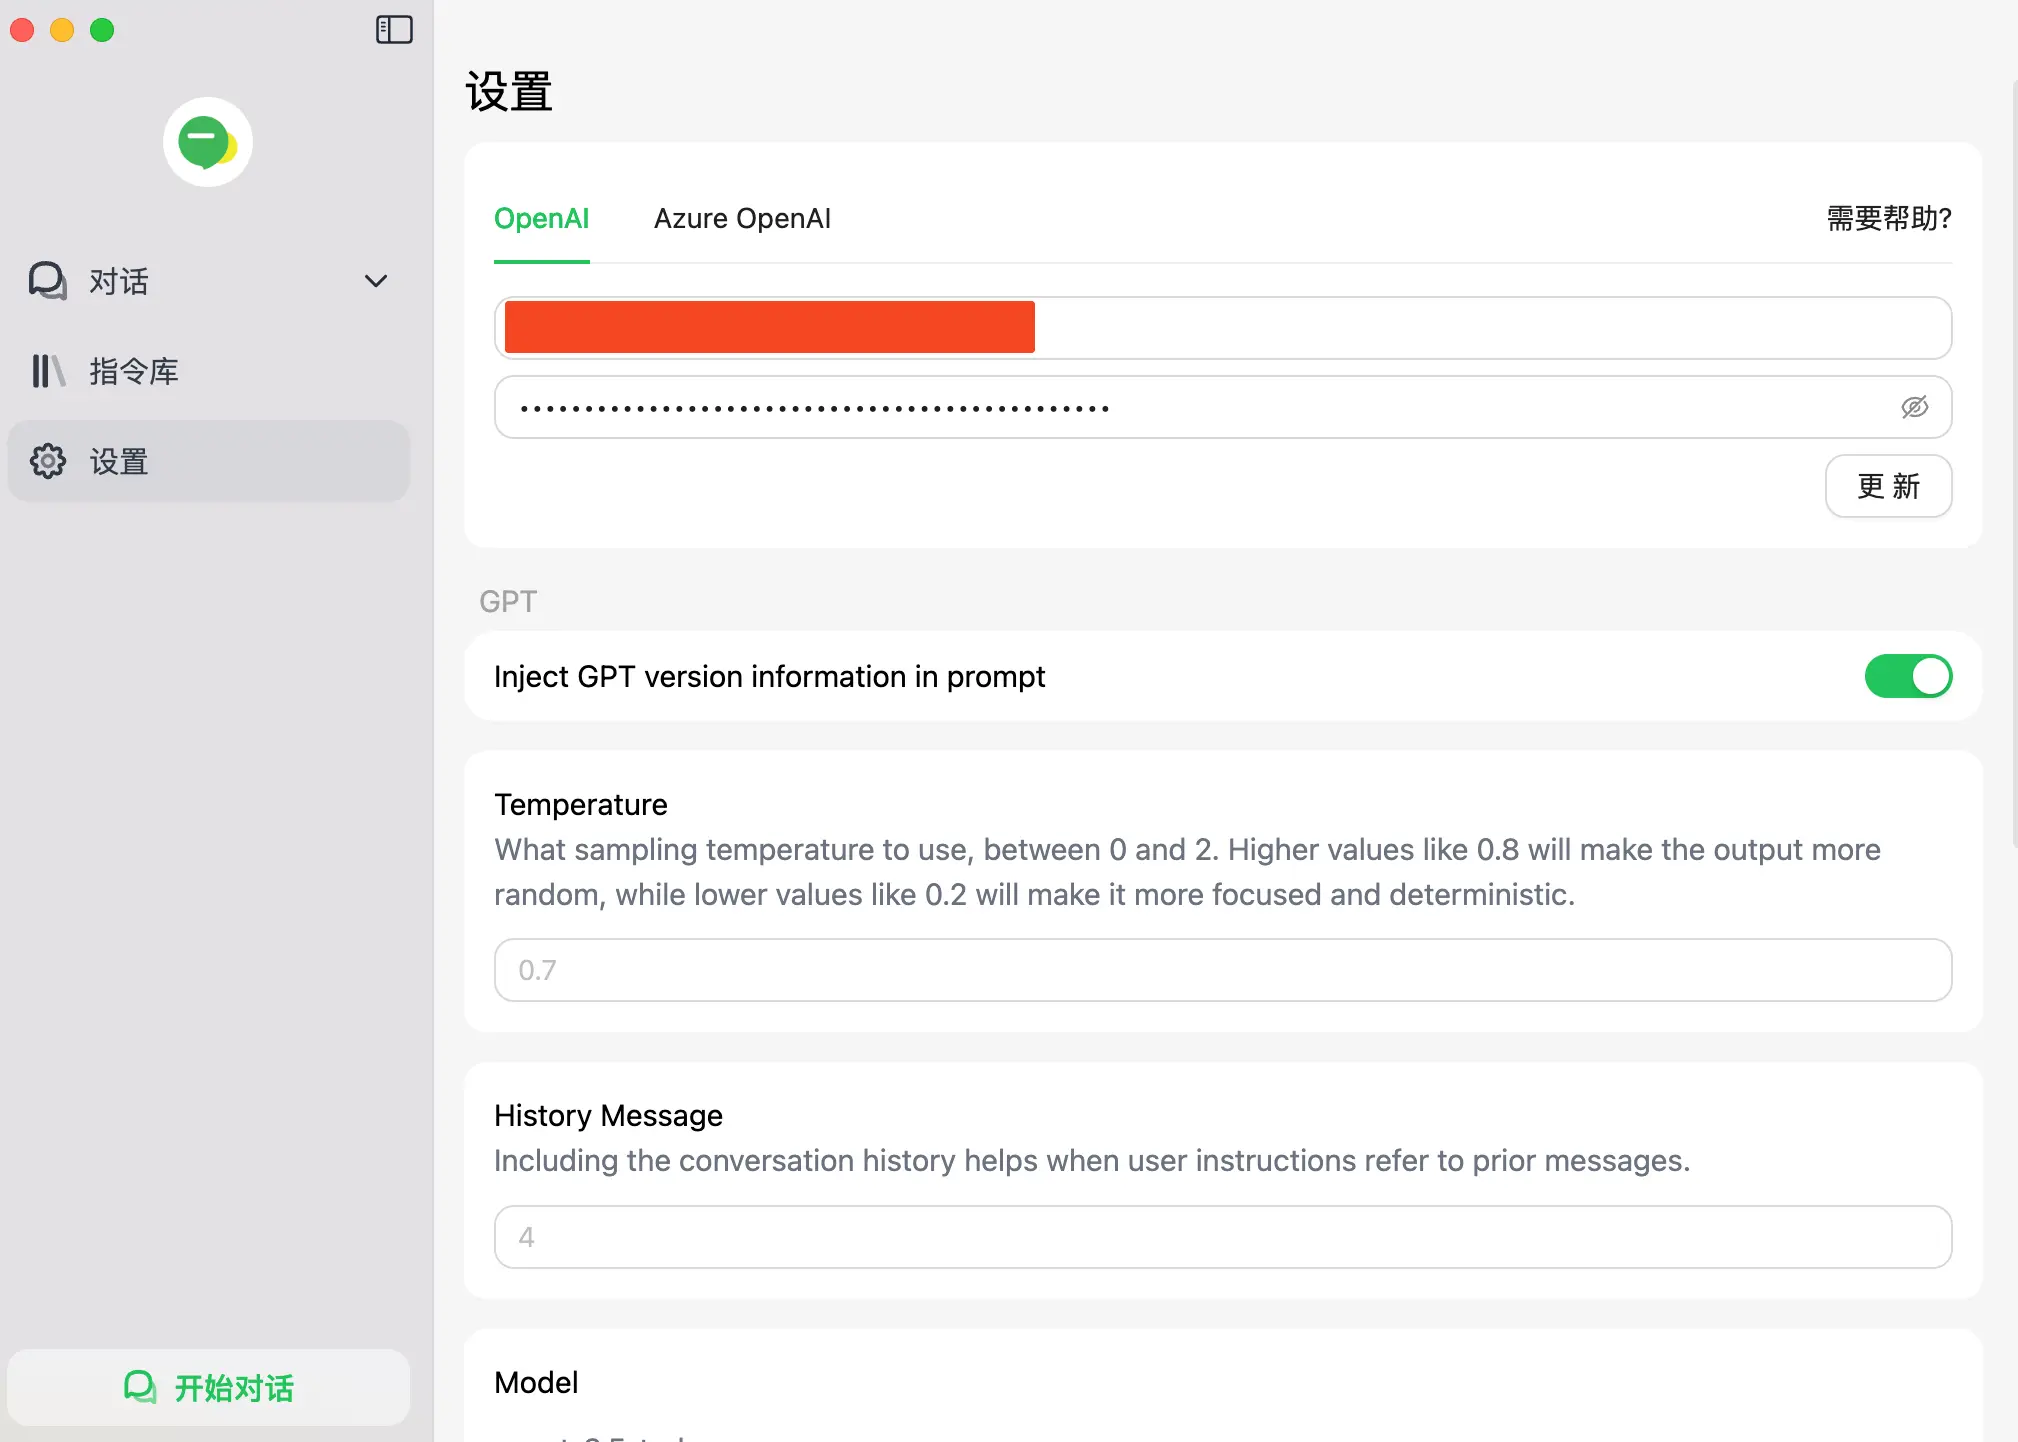 设置
对话
指令库
设置
开始对话
OpenAI
Azure OpenAI
需要帮助?
••••••••••••••••••••••••••••••••••••••••••••••
更 新
GPT
Inject GPT version information in prompt
Temperature
What sampling temperature to use, between 0 and 2. Higher values like 0.8 will make the output more
random, while lower values like 0.2 will make it more focused and deterministic.
0.7
History Message
Including the conversation history helps when user instructions refer to prior messages.
4
Model